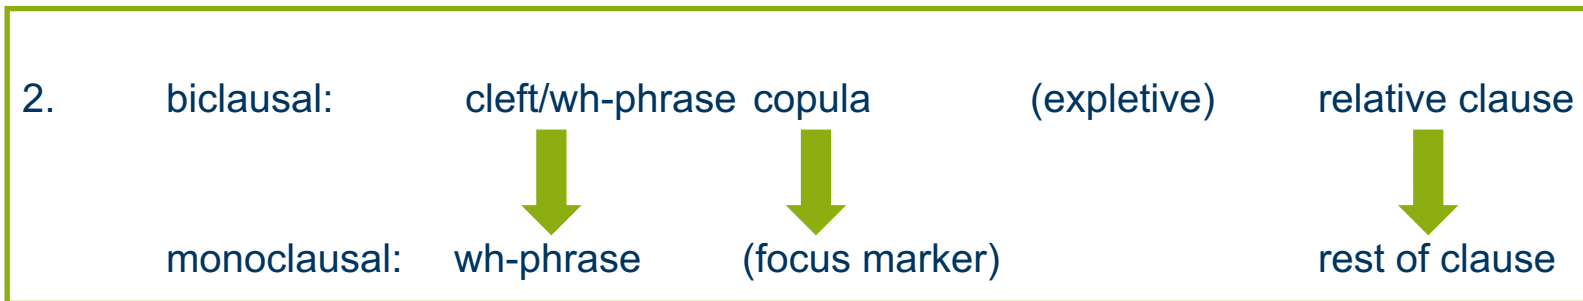 2. biclausal: cleft/wh-phrase copula (expletive) relative clause
monoclausal: wh-phrase (focus marker) rest of clause